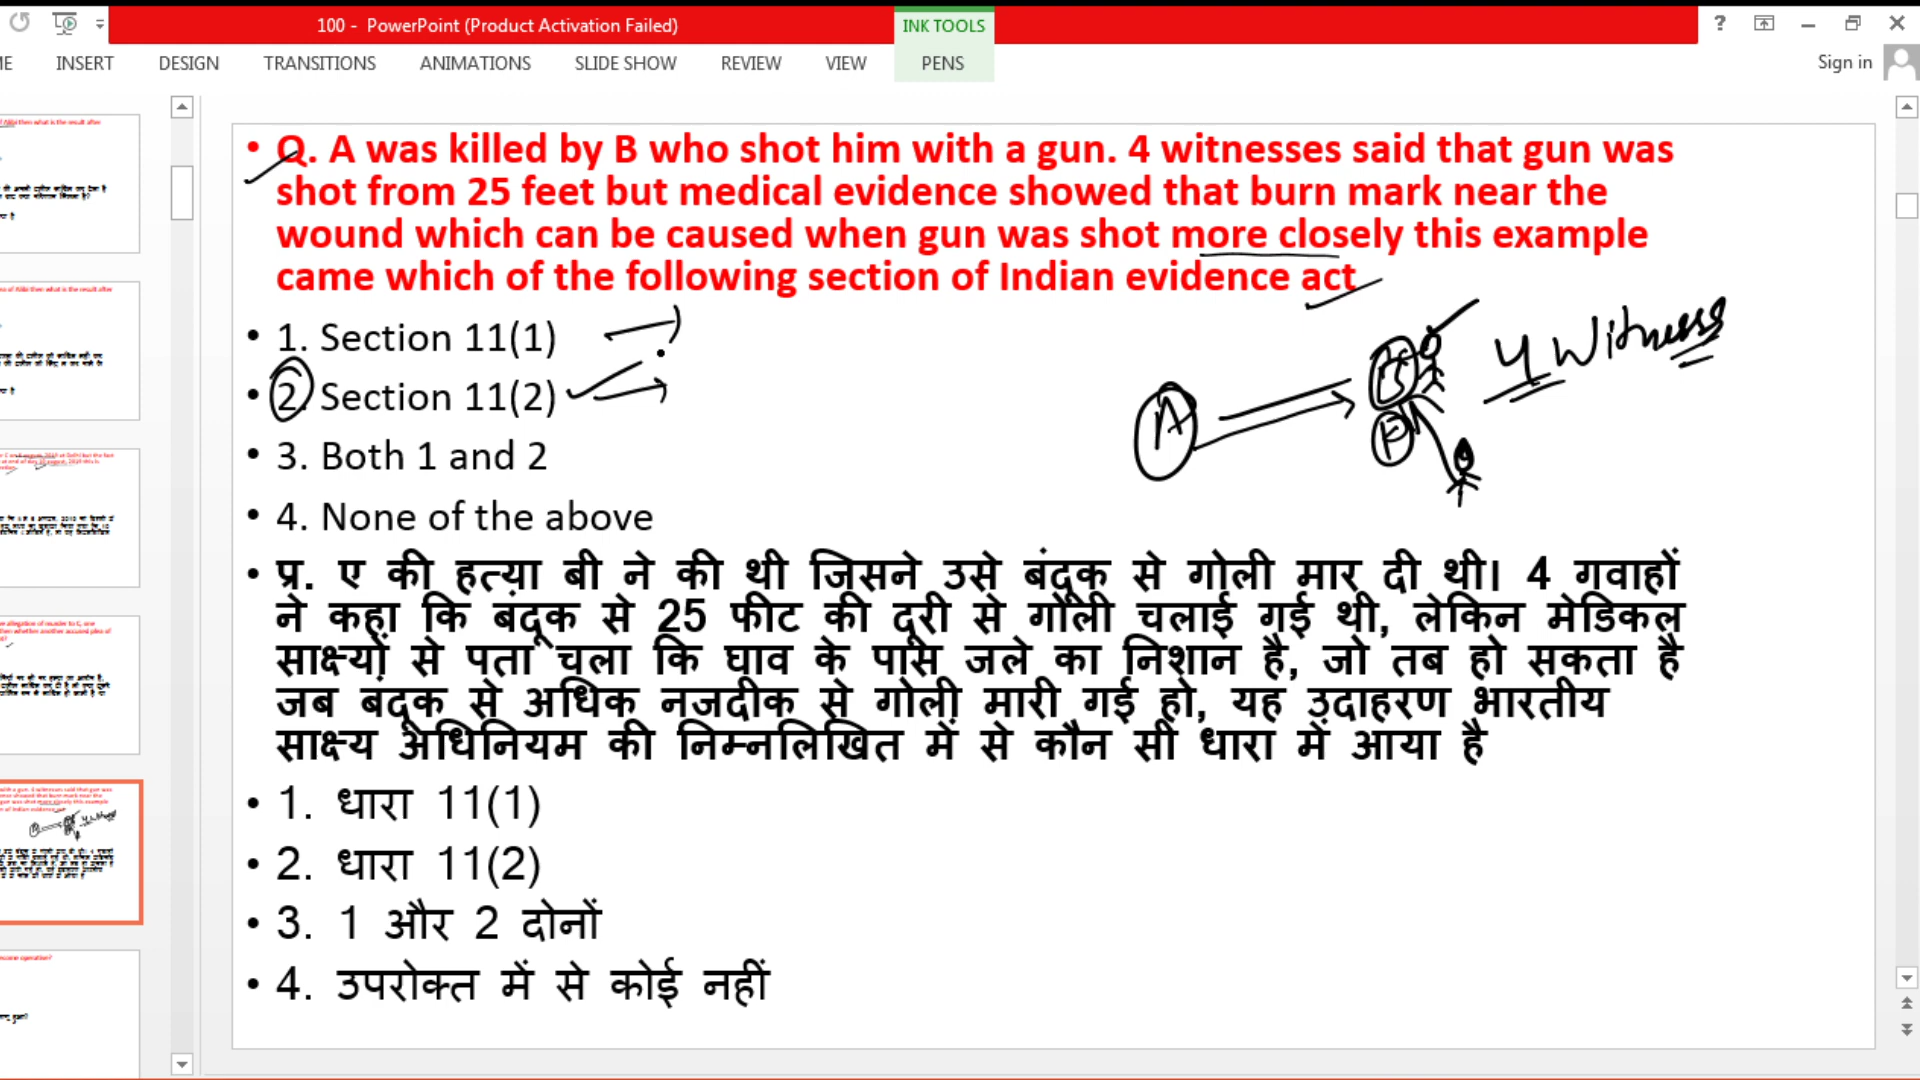 100 - PowerPoint (Product Activation Failed)
INK TOOLS
INSERT DESIGN TRANSITIONS ANIMATIONS SLIDE SHOW REVIEW VIEW PENS
Sign in
• Q. A was killed by B who shot him with a gun. 4 witnesses said that gun was
shot from 25 feet but medical evidence showed that burn mark near the
wound which can be caused when gun was shot more closely this example
came which of the following section of Indian evidence act
• 1. Section 11(1)
• 2. Section 11(2)
• 3. Both 1 and 2
• 4. None of the above
A
B
4 Witness
• प्र. ए की हत्या बी ने की थी जिसने उसे बंदूक से गोली मार दी थी। 4 गवाहों
ने कहा कि बंदूक से 25 फीट की दूरी से गोली चलाई गई थी, लेकिन मेडिकल
साक्ष्यों से पता चला कि घाव के पास जले का निशान है, जो तब हो सकता है
जब बंदूक से अधिक नजदीक से गोली मारी गई हो, यह उदाहरण भारतीय
साक्ष्य अधिनियम की निम्नलिखित में से कौन सी धारा में आया है
• 1. धारा 11(1)
• 2. धारा 11(2)
• 3. 1 और 2 दोनों
• 4. उपरोक्त में से कोई नहीं